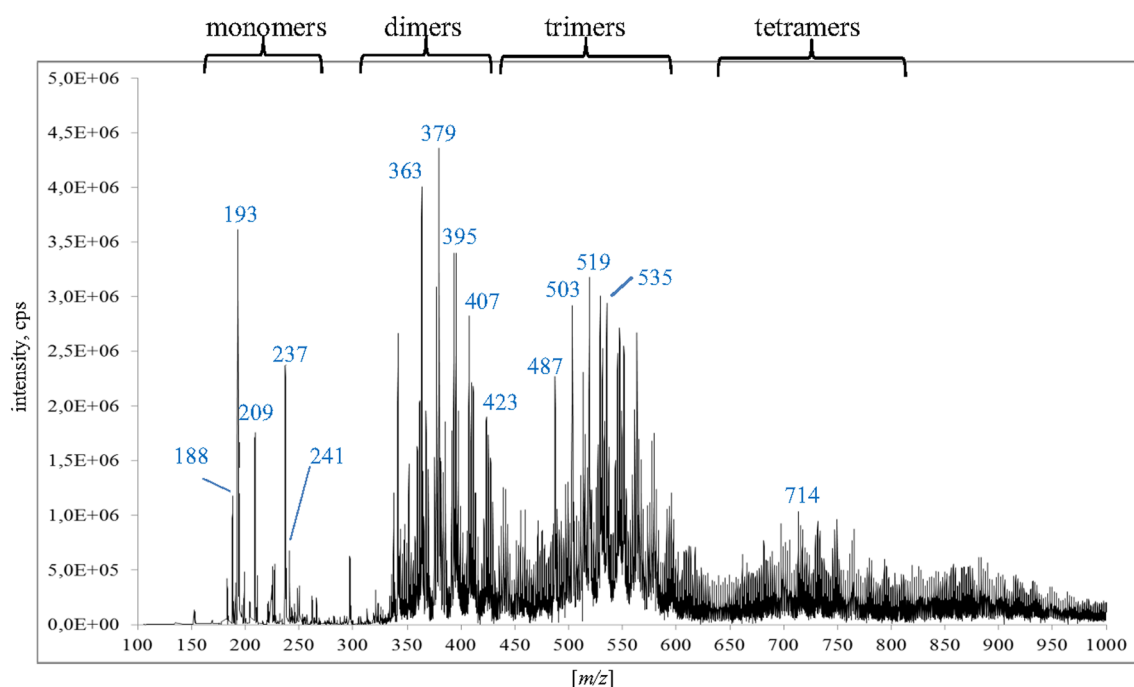 monomers dimers trimers tetramers
5,0E+06
4,5E+06
4,0E+06
3,5E+06
3,0E+06
2,5E+06
2,0E+06
1,5E+06
1,0E+06
5,0E+05
0,0E+00
intensity, cps
379
363
193
395
519
535
407
503
237
487
209
423
188
241
714
100 150 200 250 300 350 400 450 500 550 600 650 700 750 800 850 900 950 1000
[m/z]